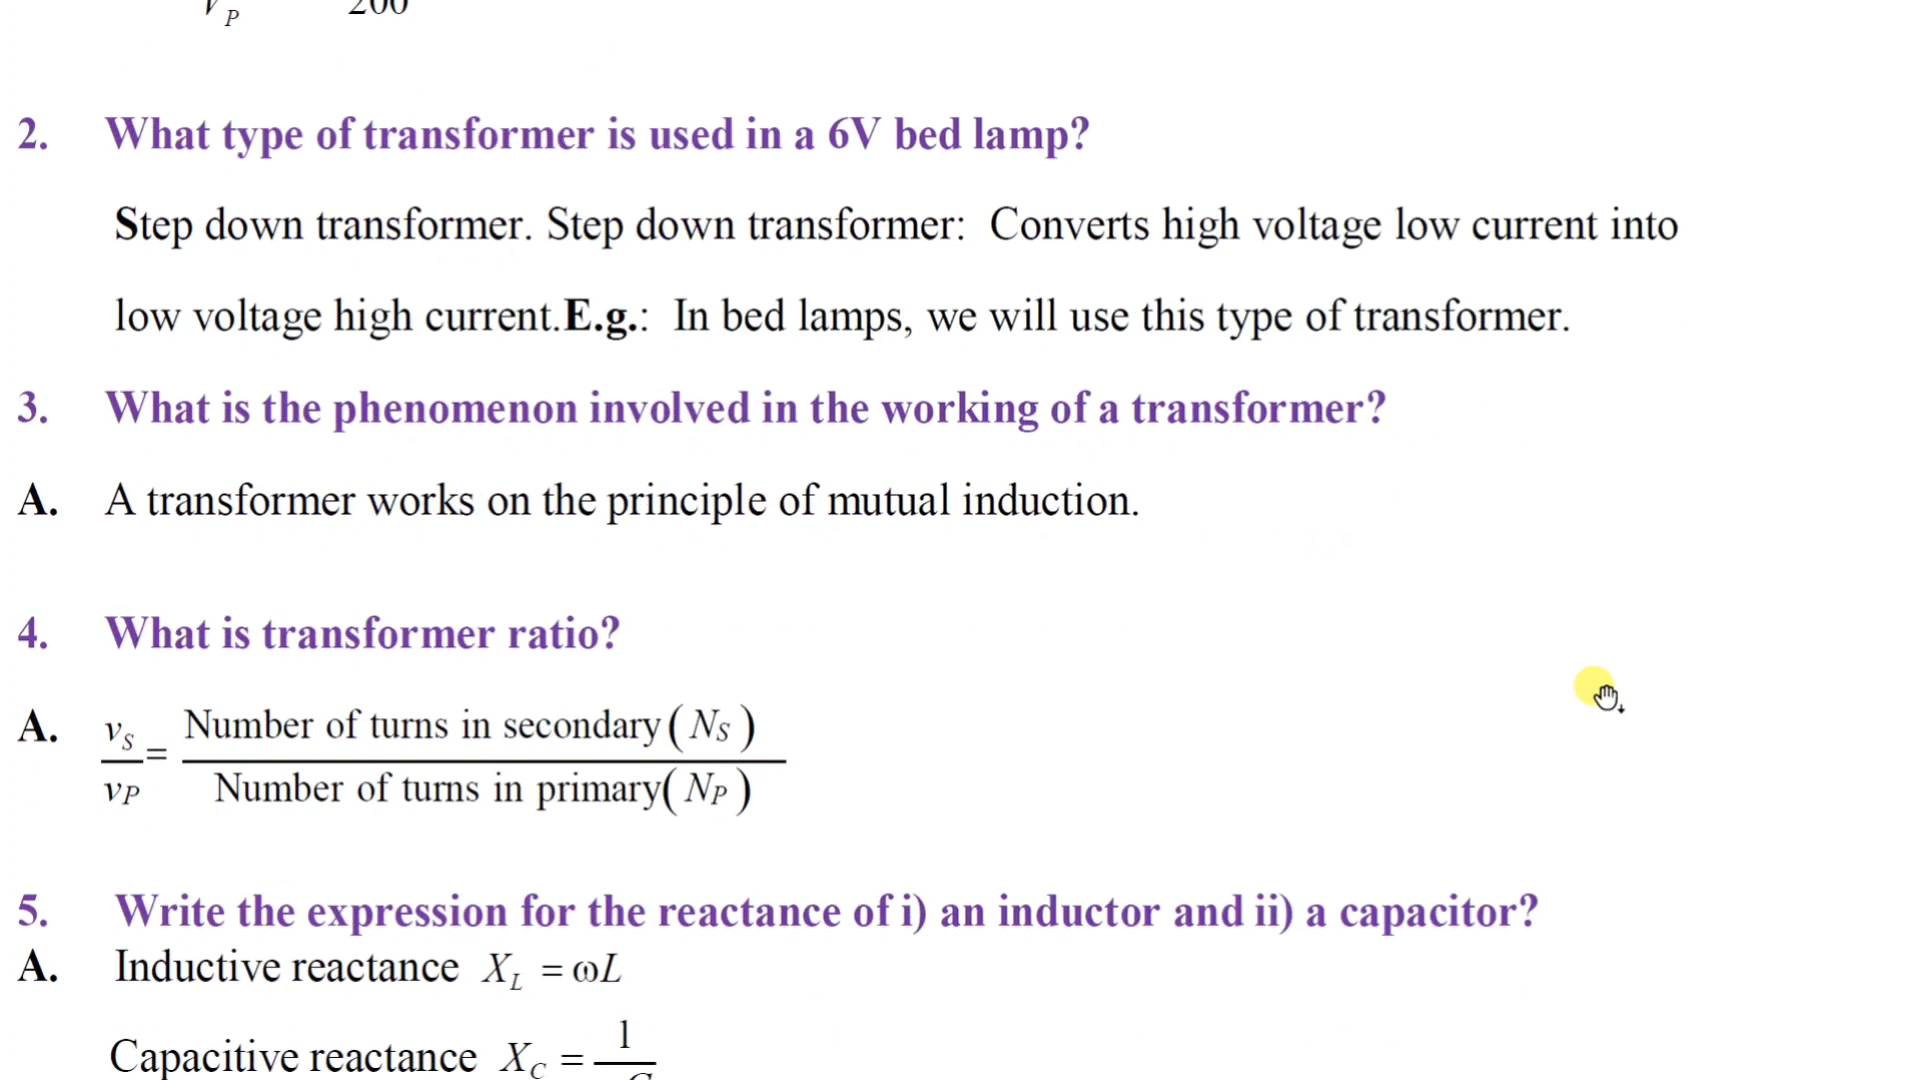 V P 200
2. What type of transformer is used in a 6V bed lamp?
Step down transformer. Step down transformer: Converts high voltage low current into
low voltage high current.E.g.: In bed lamps, we will use this type of transformer.
3. What is the phenomenon involved in the working of a transformer?
A. A transformer works on the principle of mutual induction.
4. What is transformer ratio?
A. vS / vP = Number of turns in secondary ( NS ) / Number of turns in primary( NP )
5. Write the expression for the reactance of i) an inductor and ii) a capacitor?
A. Inductive reactance XL = ωL
Capacitive reactance XC = 1